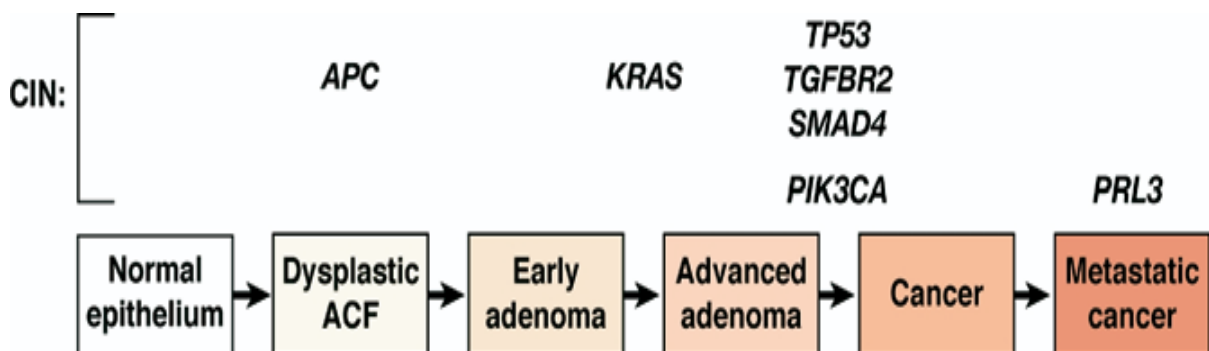 CIN:
APC
KRAS
TP53
TGFBR2
SMAD4
PIK3CA
PRL3
Normal
epithelium
Dysplastic
ACF
Early
adenoma
Advanced
adenoma
Cancer
Metastatic
cancer